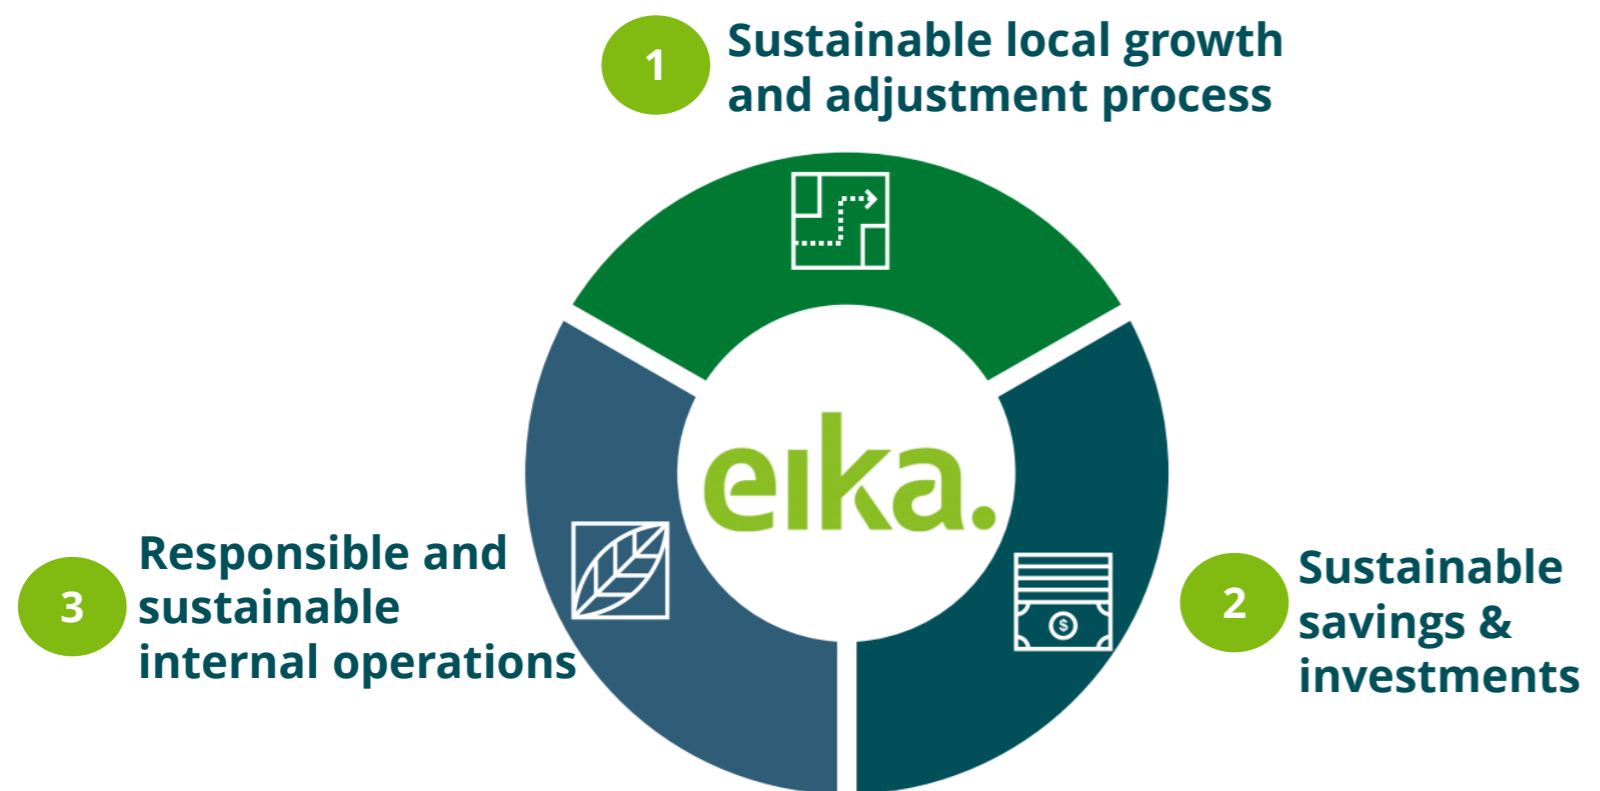 1
Sustainable local growth
and adjustment process
eika.
$
2
Sustainable
savings &
investments
3
Responsible and
sustainable
internal operations